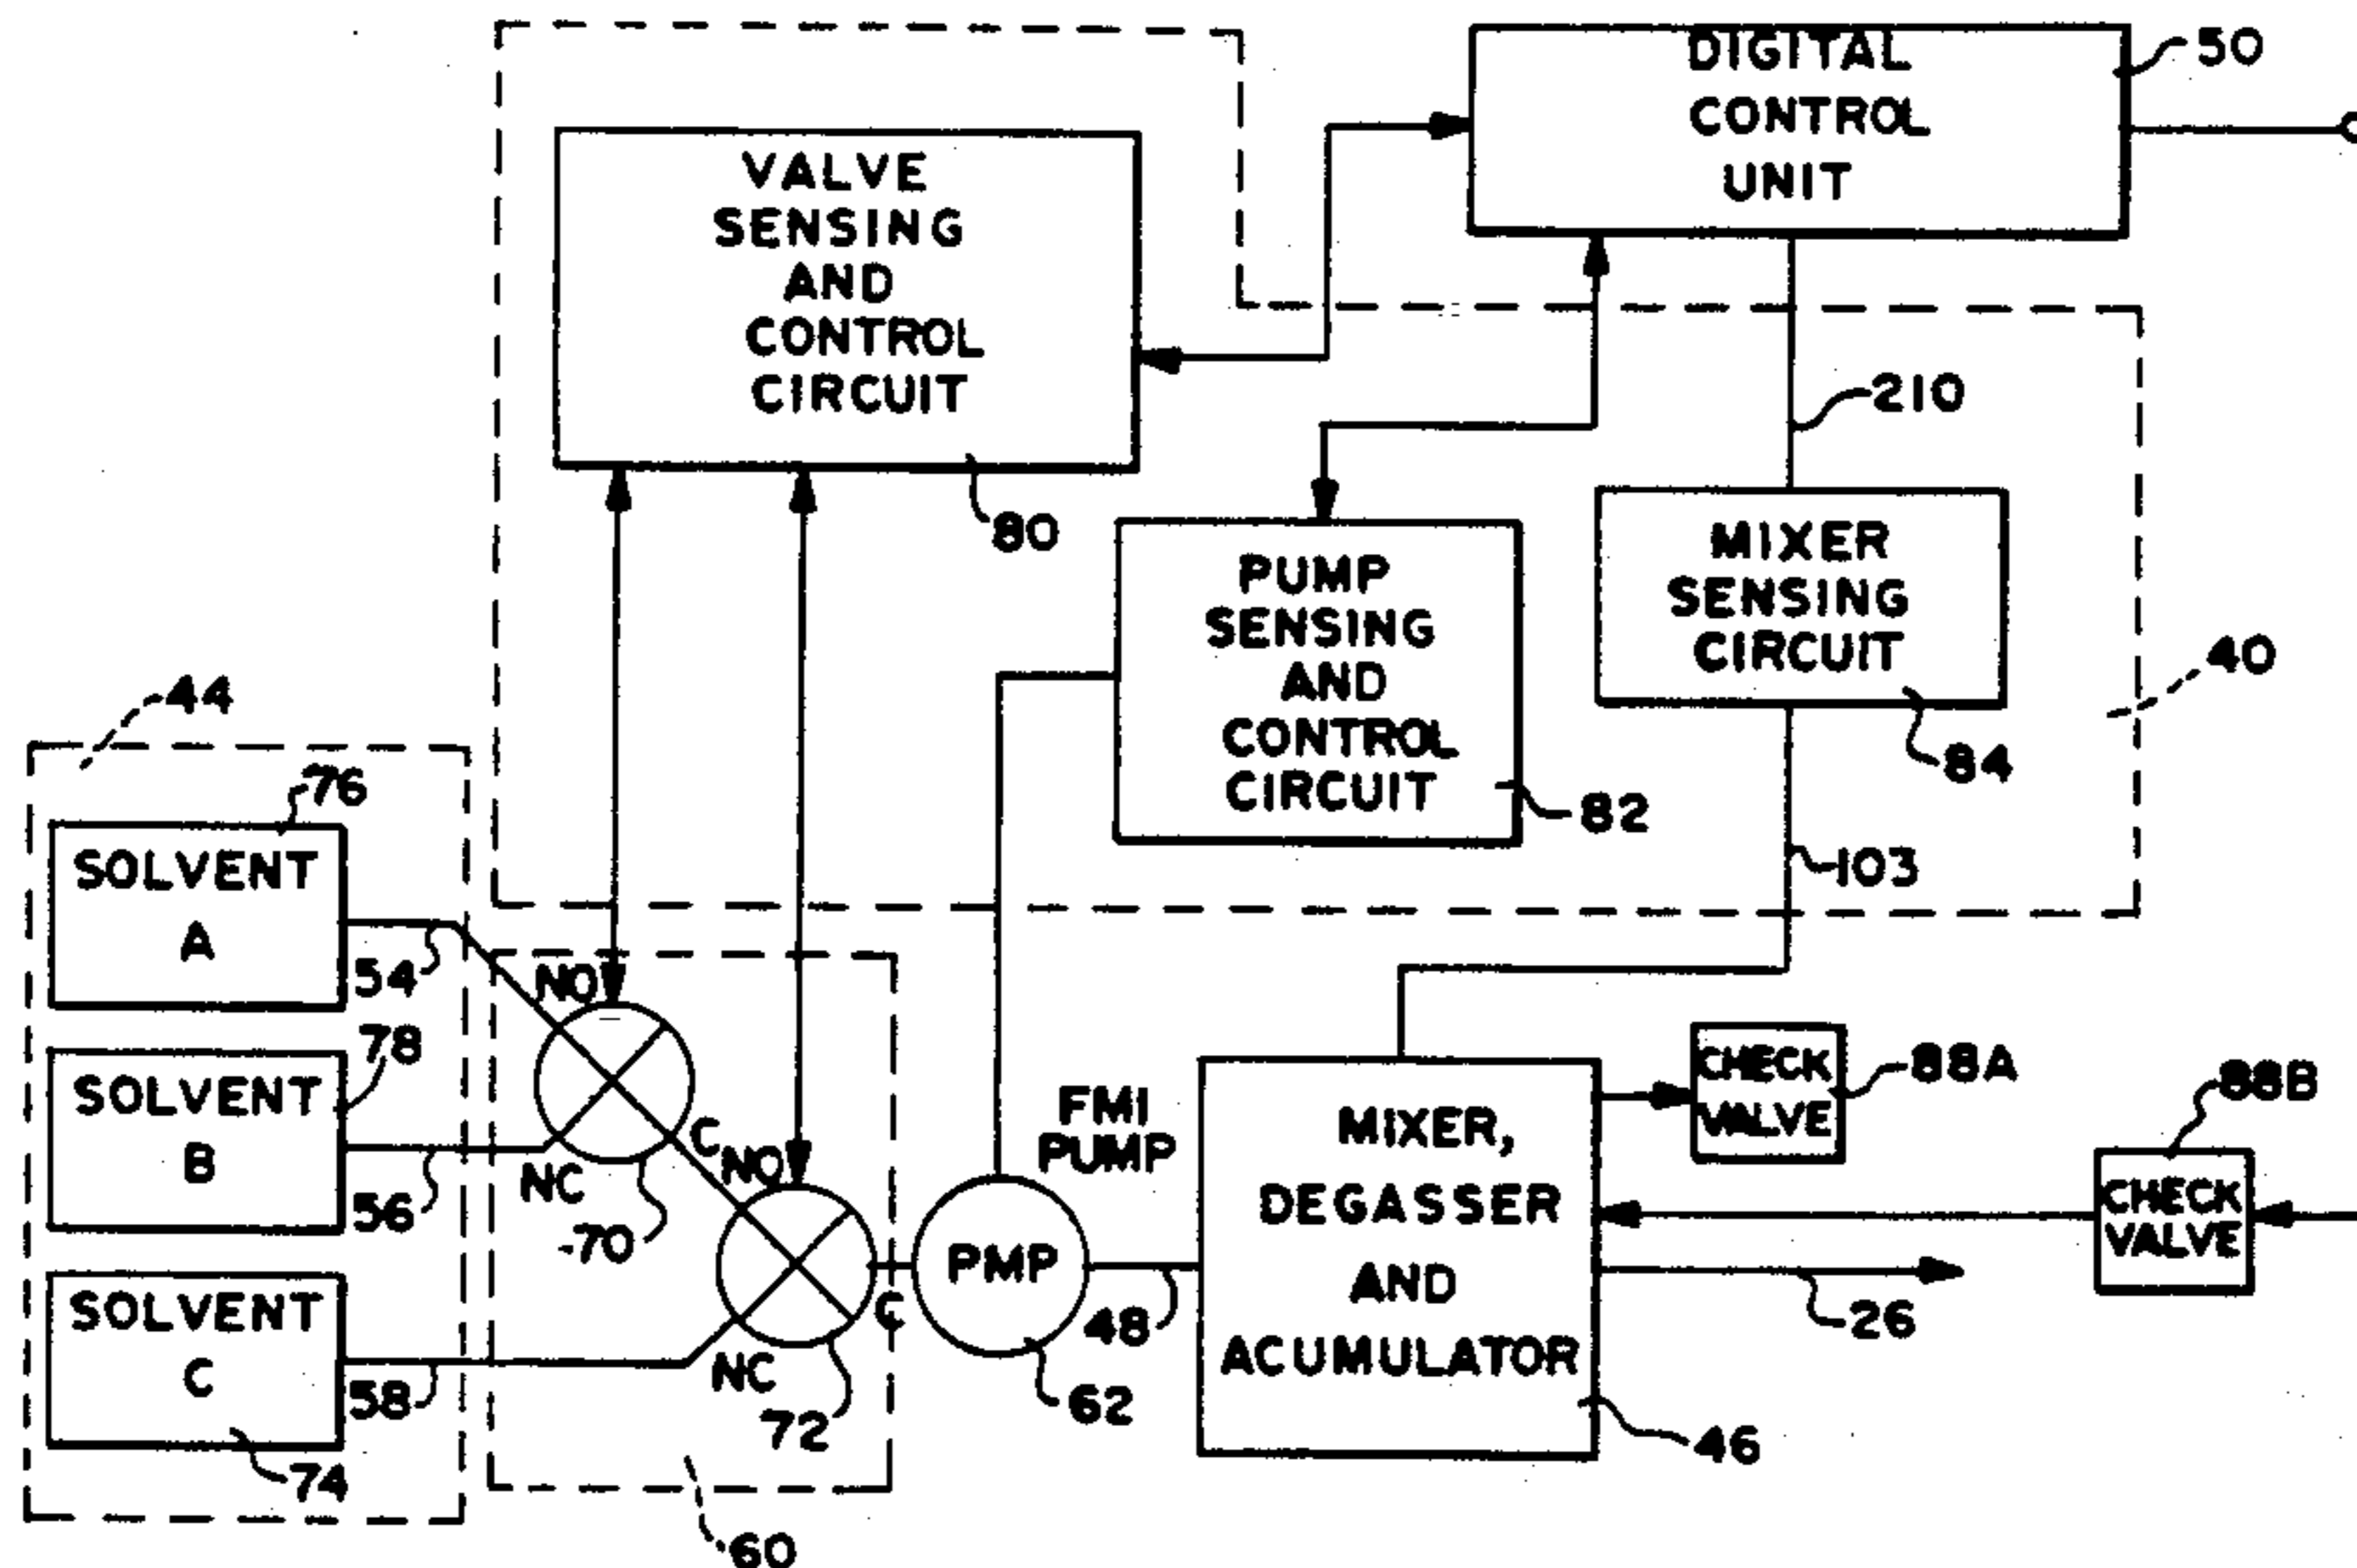 DIGITAL
CONTROL
UNIT
50
VALVE
SENSING
AND
CONTROL
CIRCUIT
80
210
PUMP
SENSING
AND
CONTROL
CIRCUIT
82
MIXER
SENSING
CIRCUIT
84
40
103
44
76
SOLVENT
A
54
78
SOLVENT
B
56
SOLVENT
C
58
74
NO
NC
C
70
NO
NC
C
72
60
FMI
PUMP
PMP
62
48
MIXER,
DEGASSER
AND
ACUMULATOR
46
CHECK
VALVE
88A
CHECK
VALVE
88B
26